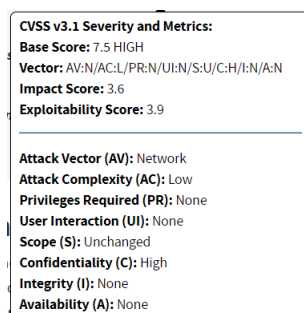 CVSS v3.1 Severity and Metrics:
Base Score: 7.5 HIGH
Vector: AV:N/AC:L/PR:N/UI:N/S:U/C:H/I:N/A:N
Impact Score: 3.6
Exploitability Score: 3.9
Attack Vector (AV): Network
Attack Complexity (AC): Low
Privileges Required (PR): None
User Interaction (UI): None
Scope (S): Unchanged
Confidentiality (C): High
Integrity (I): None
Availability (A): None